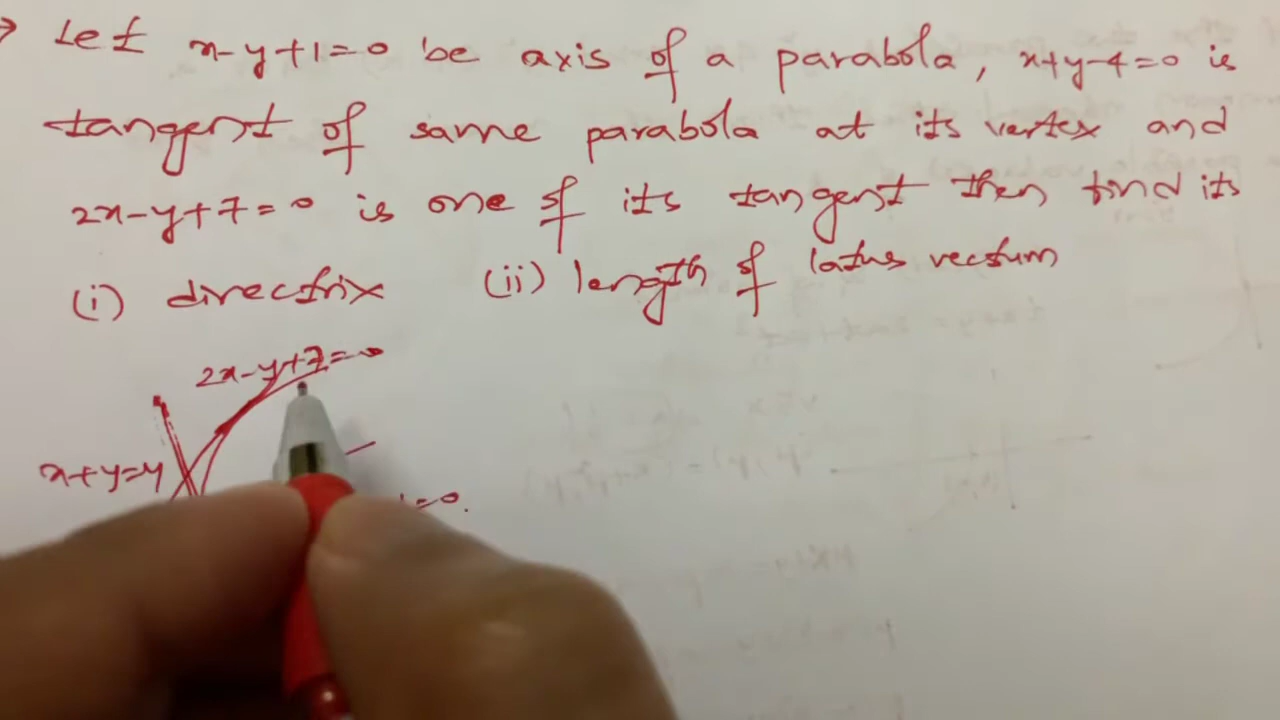 Let x-y+1=0 be axis of a parabola, x+y-4=0 is
tangent of same parabola at its vertex and
2x-y+7=0 is one of its tangent then find its
(i) directrix (ii) length of latus rectum
2x-y+7=0
x+y=4
=0.